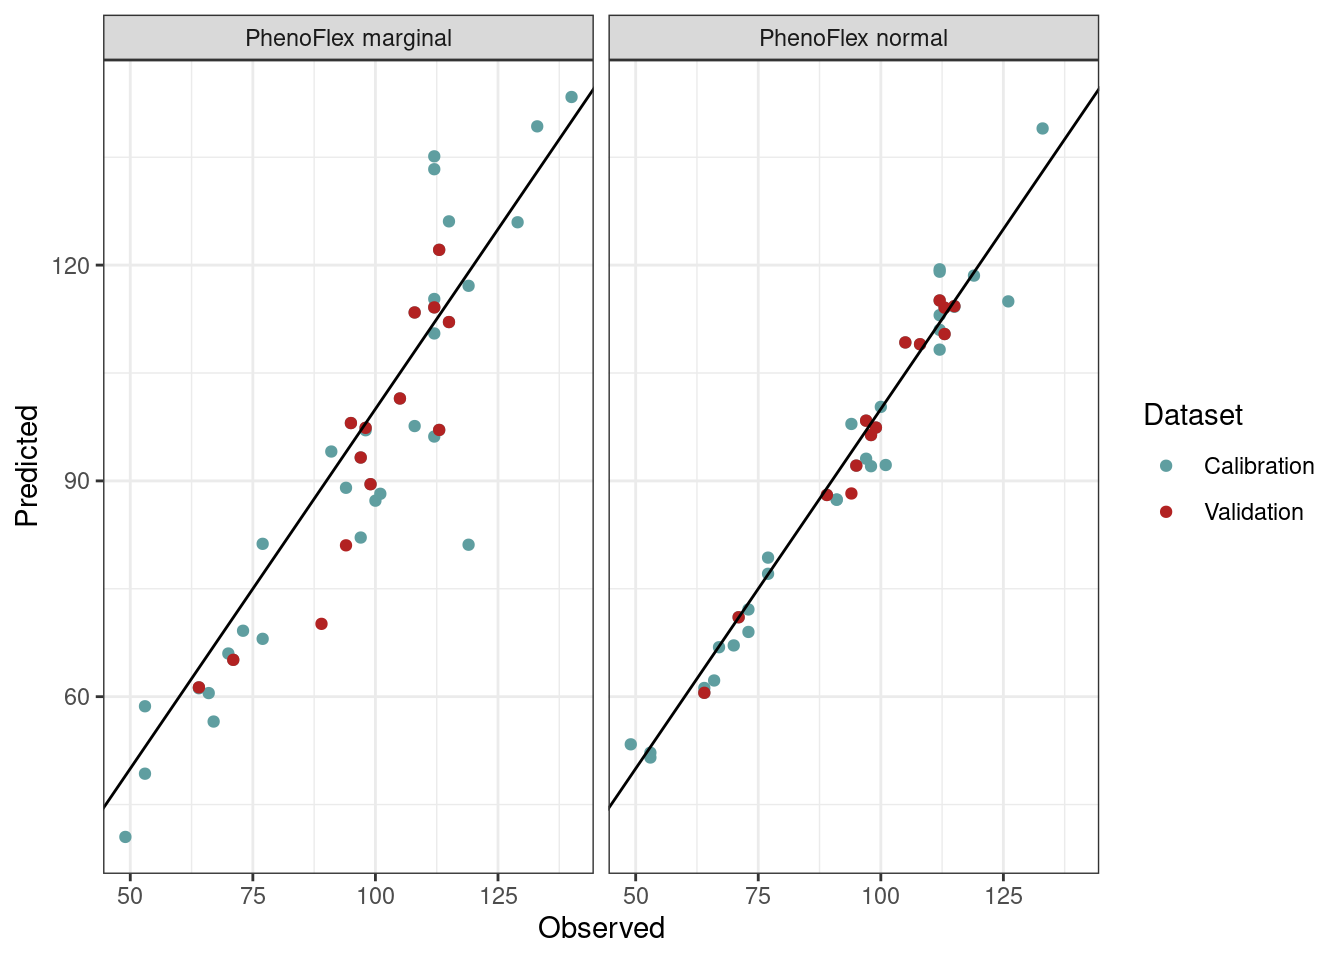 PhenoFlex marginal
PhenoFlex normal
120
90
60
Predicted
50
75
100
125
50
75
100
125
Observed
Dataset
Calibration
Validation